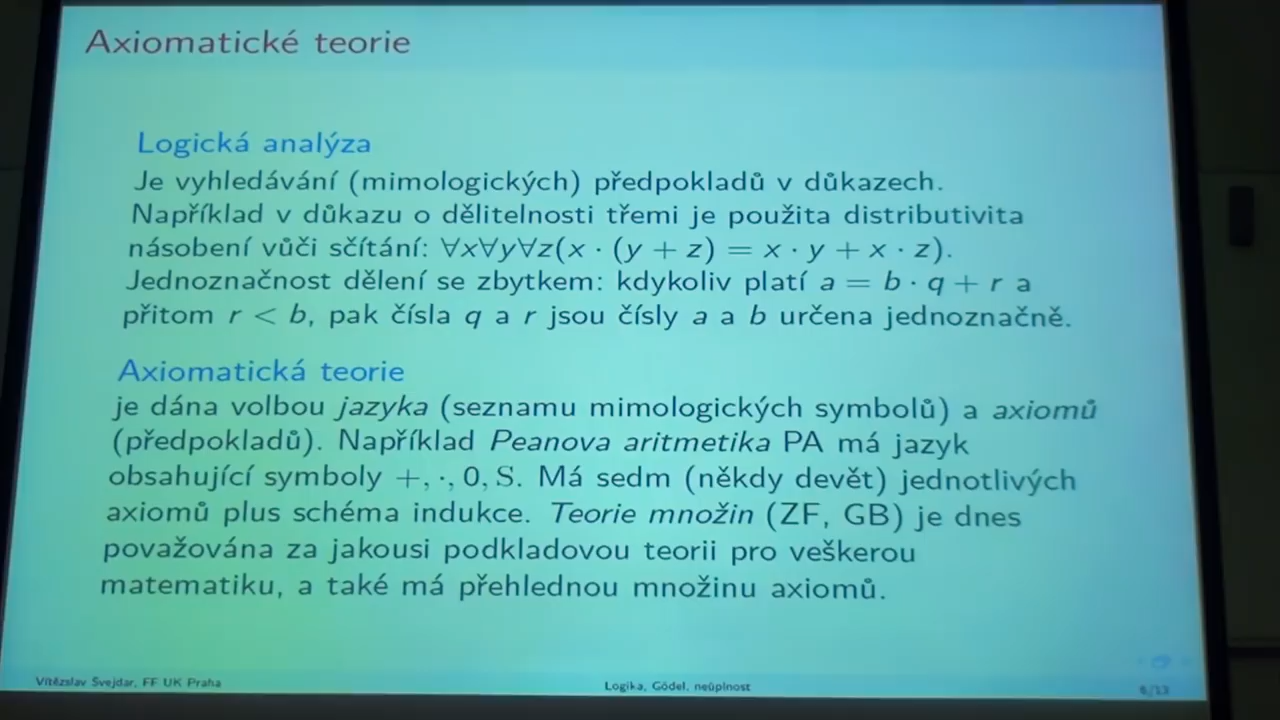 Axiomatické teorie
Logická analýza
Je vyhledávání (mimologických) předpokladů v důkazech.
Například v důkazu o dělitelnosti třemi je použita distributivita
násobení vůči sčítání: ∀x∀y∀z(x · (y + z) = x · y + x · z).
Jednoznačnost dělení se zbytkem: kdykoliv platí a = b · q + r a
přitom r < b, pak čísla q a r jsou čísly a a b určena jednoznačně.
Axiomatická teorie
je dána volbou jazyka (seznamu mimologických symbolů) a axiomů
(předpokladů). Například Peanova aritmetika PA má jazyk
obsahující symboly +, ·, 0, S. Má sedm (někdy devět) jednotlivých
axiomů plus schéma indukce. Teorie množin (ZF, GB) je dnes
považována za jakousi podkladovou teorii pro veškerou
matematiku, a také má přehlednou množinu axiomů.
Vítězslav Švejdar, FF UK Praha
Logika, Gödel, neúplnost
6/13